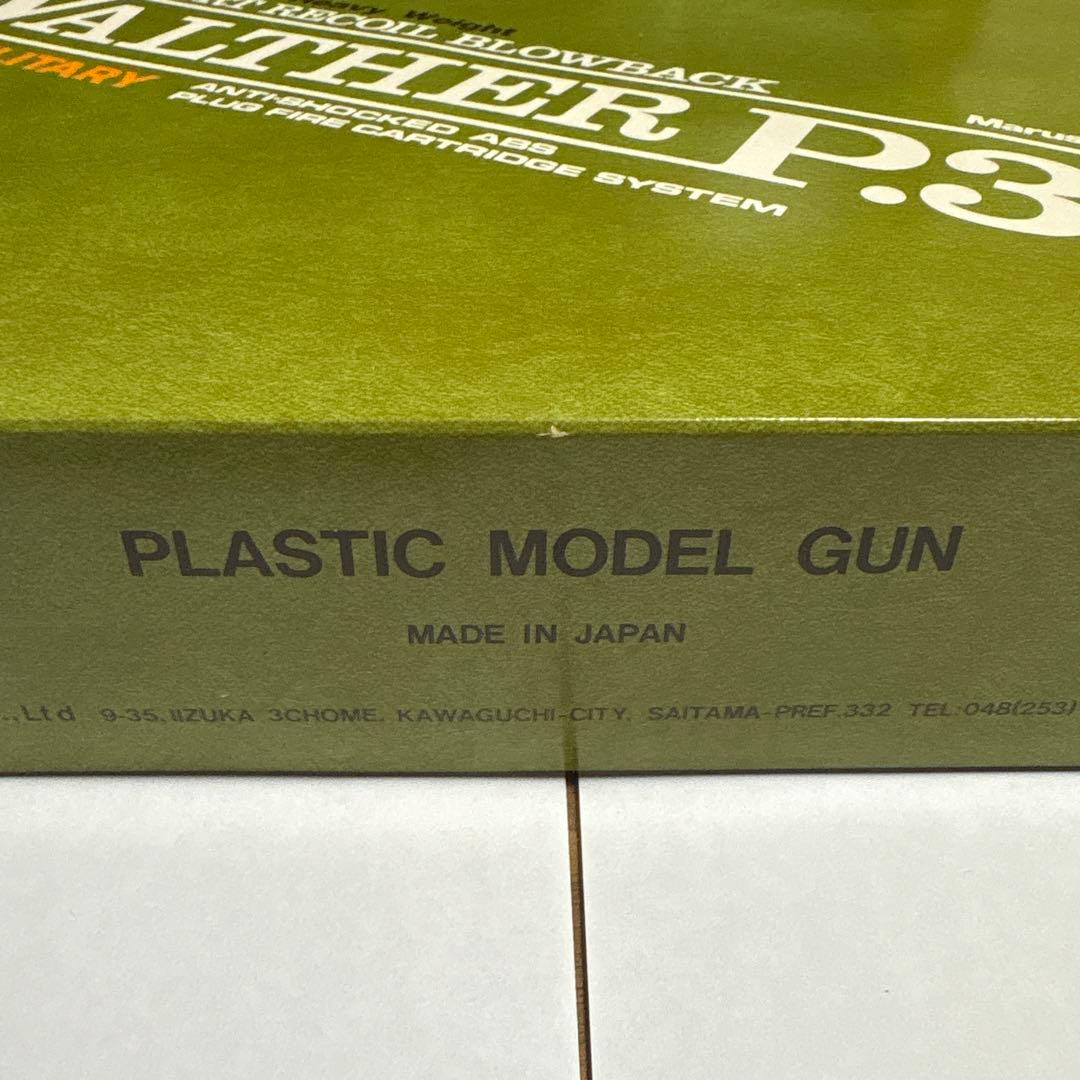 Heavy Weight
RECOIL BLOWBACK
Marus
WALTHER P.3
LITARY
ANTI-SHOCKED ABS
PLUG FIRE CARTRIDGE SYSTEM
PLASTIC MODEL GUN
MADE IN JAPAN
.,Ltd 9-35, IIZUKA 3CHOME, KAWAGUCHI-CITY, SAITAMA-PREF.332 TEL:048(253)